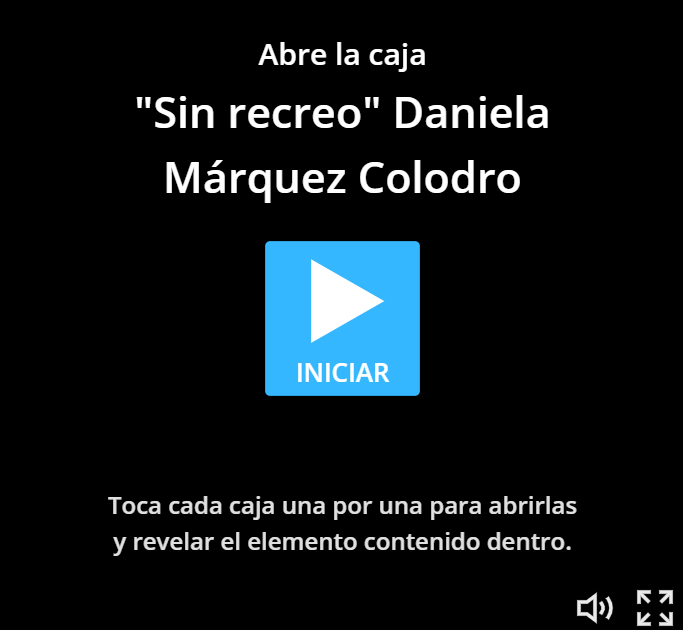 Abre la caja
"Sin recreo" Daniela
Márquez Colodro
INICIAR
Toca cada caja una por una para abrirlas
y revelar el elemento contenido dentro.